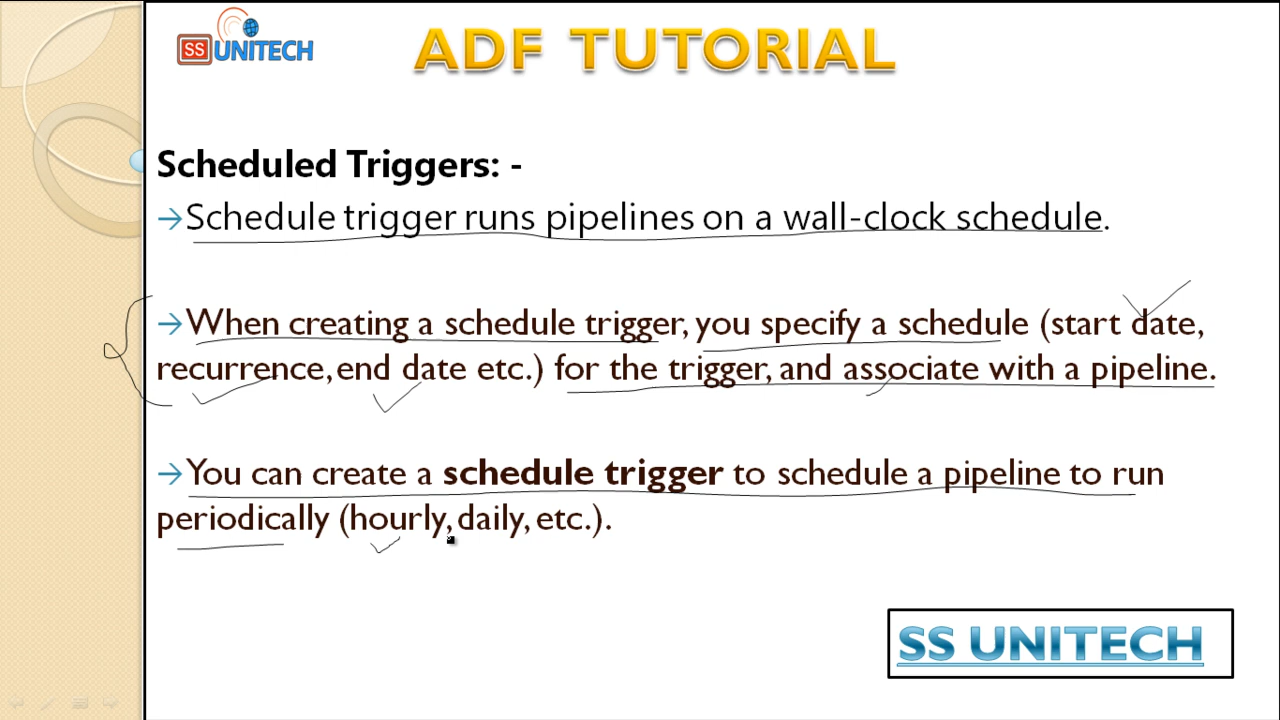 SS UNITECH
ADF TUTORIAL
Scheduled Triggers: -
→Schedule trigger runs pipelines on a wall-clock schedule.
→When creating a schedule trigger, you specify a schedule (start date,
recurrence, end date etc.) for the trigger, and associate with a pipeline.
→You can create a schedule trigger to schedule a pipeline to run
periodically (hourly, daily, etc.).
SS UNITECH